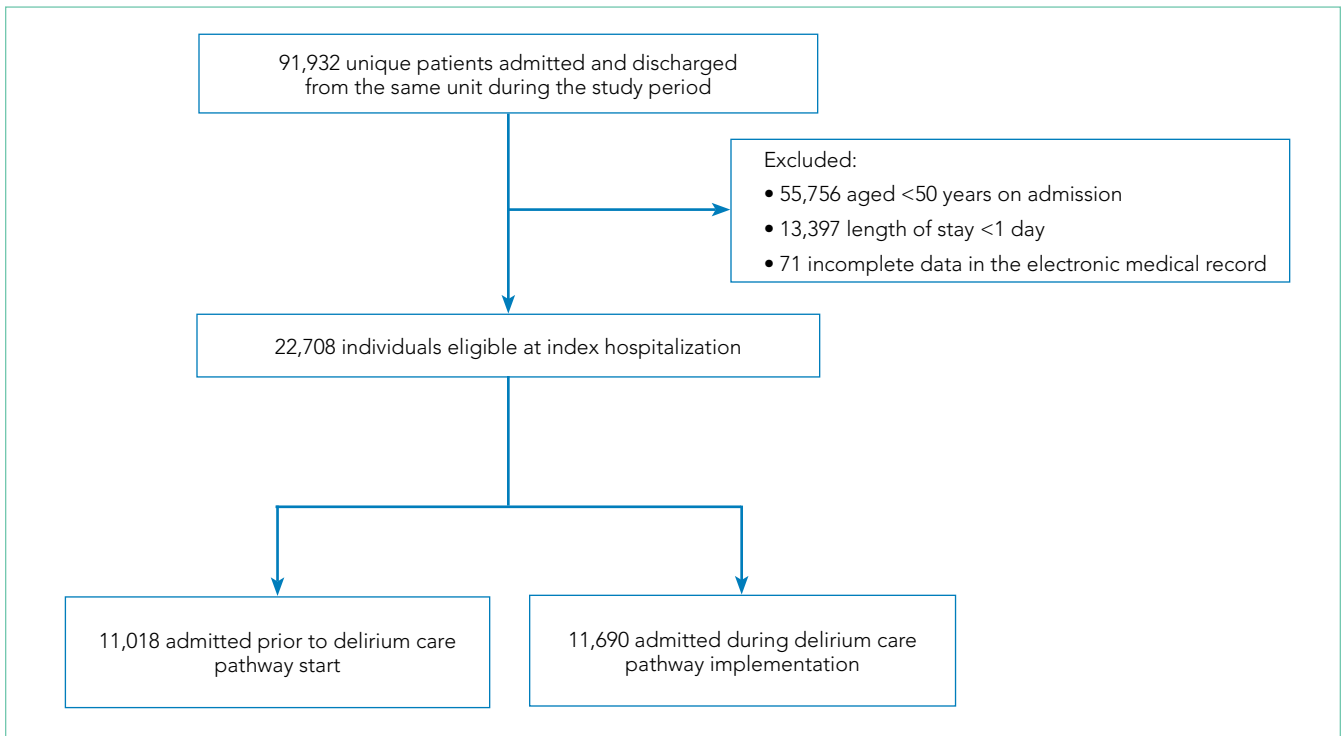 91,932 unique patients admitted and discharged
from the same unit during the study period
Excluded:
• 55,756 aged <50 years on admission
• 13,397 length of stay <1 day
• 71 incomplete data in the electronic medical record
22,708 individuals eligible at index hospitalization
11,018 admitted prior to delirium care
pathway start
11,690 admitted during delirium care
pathway implementation